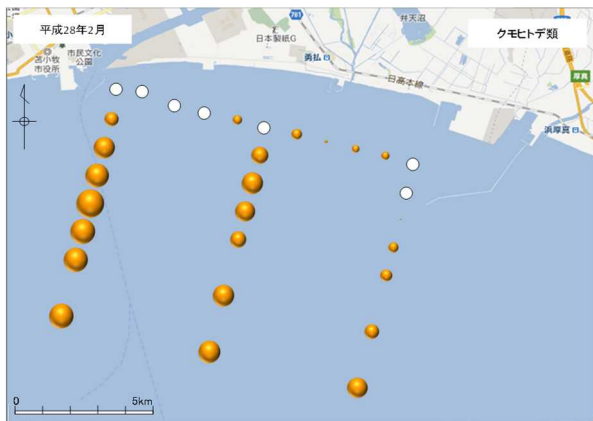 平成28年2月
クモヒトデ類
781
弁天沼
日本製紙G
市民文化
公園
苫小牧
市役所
勇払
日高本線
厚真
浜厚真
0 5km